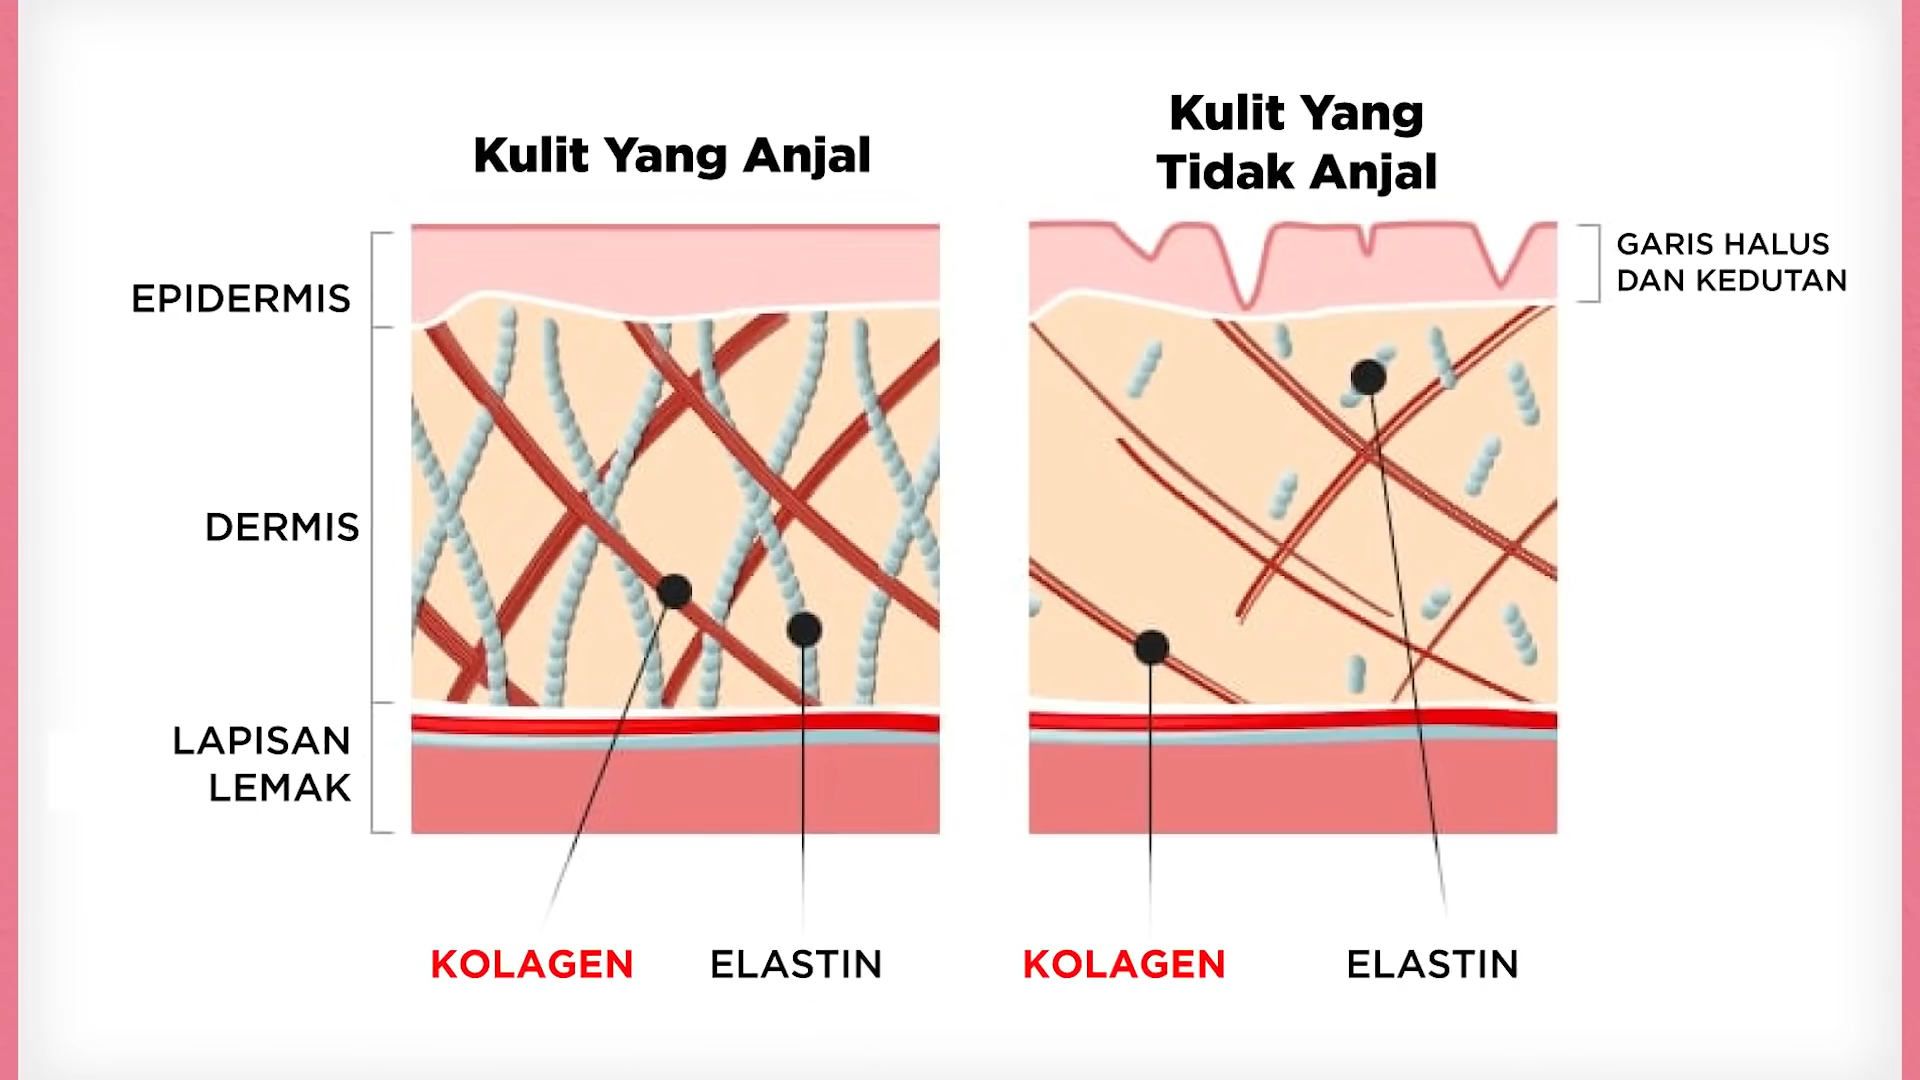 Kulit Yang Anjal
Kulit Yang
Tidak Anjal
EPIDERMIS
DERMIS
LAPISAN
LEMAK
GARIS HALUS
DAN KEDUTAN
KOLAGEN
ELASTIN
KOLAGEN
ELASTIN